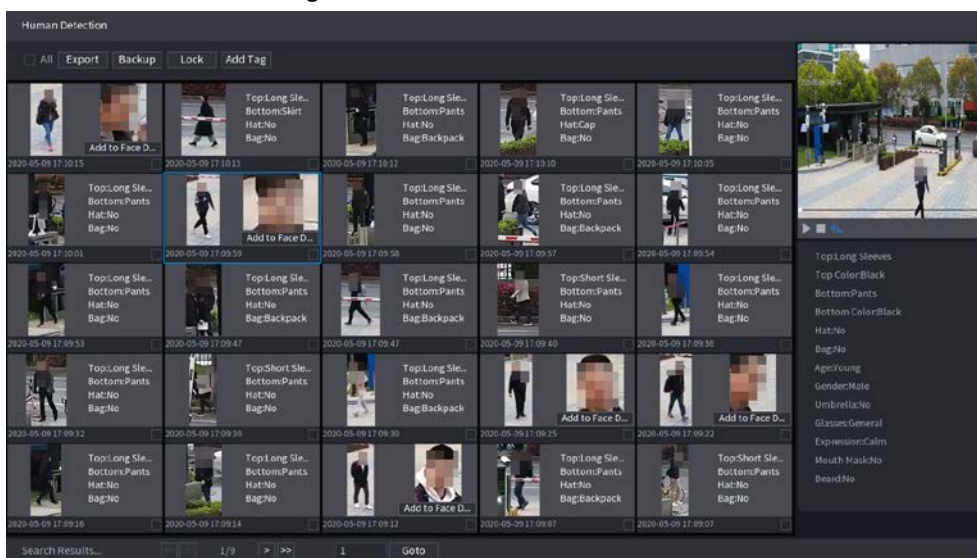 Human Detection
All Export Backup Lock Add Tag
Add to Face D...
2020-05-09 17:10:15
Top:Long Sle...
Bottom:Skirt
Hat:No
Bag:No
2020-05-09 17:10:13
Top:Long Sle...
Bottom:Pants
Hat:No
Bag:Backpack
2020-05-09 17:10:12
Top:Long Sle...
Bottom:Pants
Hat:Cap
Bag:No
2020-05-09 17:10:10
Top:Long Sle...
Bottom:Pants
Hat:No
Bag:No
Top:Long Sle...
Bottom:Pants
Hat:No
Bag:No
2020-05-09 17:10:01
Add to Face D...
2020-05-09 17:09:59
Top:Long Sle...
Bottom:Pants
Hat:No
Bag:No
2020-05-09 17:09:58
Top:Long Sle...
Bottom:Pants
Hat:No
Bag:Backpack
2020-05-09 17:09:57
Top:Long Sle...
Bottom:Pants
Hat:No
Bag:No
2020-05-09 17:09:54
Top:Long Sle...
Bottom:Pants
Hat:No
Bag:No
2020-05-09 17:09:53
Top:Long Sle...
Bottom:Pants
Hat:No
Bag:No
2020-05-09 17:09:47
Top:Long Sle...
Bottom:Pants
Hat:No
Bag:Backpack
2020-05-09 17:09:47
Top:Short Sle...
Bottom:Pants
Hat:No
Bag:No
2020-05-09 17:09:40
Top:Long Sle...
Bottom:Pants
Hat:No
Bag:No
Top:Long Sle...
Bottom:Pants
Hat:No
Bag:No
2020-05-09 17:09:32
Top:Short Sle...
Bottom:Pants
Hat:No
Bag:No
Top:Long Sle...
Bottom:Pants
Hat:No
Bag:Backpack
2020-05-09 17:09:30
Add to Face D...
2020-05-09 17:09:25
Add to Face D...
2020-05-09 17:09:22
Top:Long Sle...
Bottom:Pants
Hat:No
Bag:No
2020-05-09 17:09:16
Top:Long Sle...
Bottom:Pants
Hat:No
Bag:No
2020-05-09 17:09:14
Add to Face D...
2020-05-09 17:09:12
Top:Long Sle...
Bottom:Pants
Hat:No
Bag:Backpack
2020-05-09 17:09:07
Top:Short Sle...
Bottom:Pants
Hat:No
Bag:No
2020-05-09 17:09:07
Top:Long Sleeves
Top Color:Black
Bottom:Pants
Bottom Color:Black
Hat:No
Bag:No
Age:Young
Gender:Male
Umbrella:No
Glasses:General
Expression:Calm
Mouth Mask:No
Beard:No
Search Results... 1/9 > >> 1 Goto